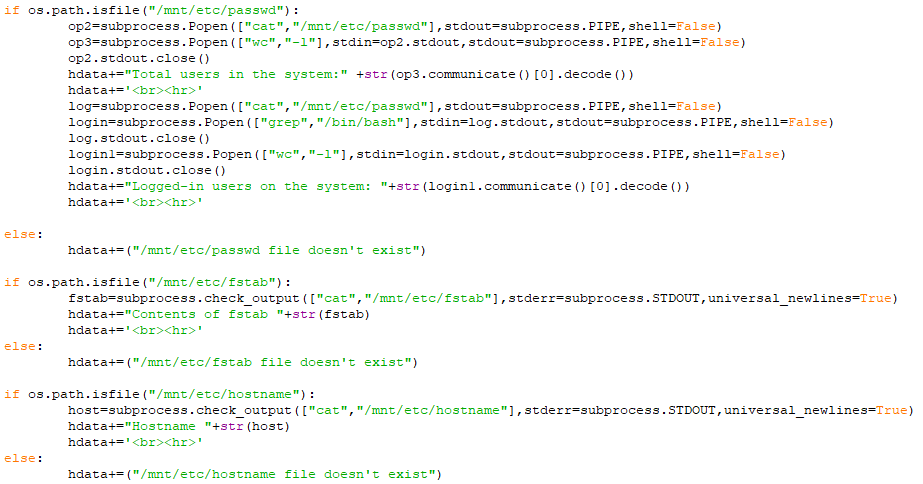 if os.path.isfile("/mnt/etc/passwd"):
        op2=subprocess.Popen(["cat","/mnt/etc/passwd"],stdout=subprocess.PIPE,shell=False)
        op3=subprocess.Popen(["wc","-l"],stdin=op2.stdout,stdout=subprocess.PIPE,shell=False)
        op2.stdout.close()
        hdata+="Total users in the system:" +str(op3.communicate()[0].decode())
        hdata+='<br><hr>'
        log=subprocess.Popen(["cat","/mnt/etc/passwd"],stdout=subprocess.PIPE,shell=False)
        login=subprocess.Popen(["grep","/bin/bash"],stdin=log.stdout,stdout=subprocess.PIPE,shell=False)
        log.stdout.close()
        login1=subprocess.Popen(["wc","-l"],stdin=login.stdout,stdout=subprocess.PIPE,shell=False)
        login.stdout.close()
        hdata+="Logged-in users on the system: "+str(login1.communicate()[0].decode())
        hdata+='<br><hr>'

else:
        hdata+=("/mnt/etc/passwd file doesn't exist")

if os.path.isfile("/mnt/etc/fstab"):
        fstab=subprocess.check_output(["cat","/mnt/etc/fstab"],stderr=subprocess.STDOUT,universal_newlines=True)
        hdata+="Contents of fstab "+str(fstab)
        hdata+='<br><hr>'
else:
        hdata+=("/mnt/etc/fstab file doesn't exist")

if os.path.isfile("/mnt/etc/hostname"):
        host=subprocess.check_output(["cat","/mnt/etc/hostname"],stderr=subprocess.STDOUT,universal_newlines=True)
        hdata+="Hostname "+str(host)
        hdata+='<br><hr>'
else:
        hdata+=("/mnt/etc/hostname file doesn't exist")